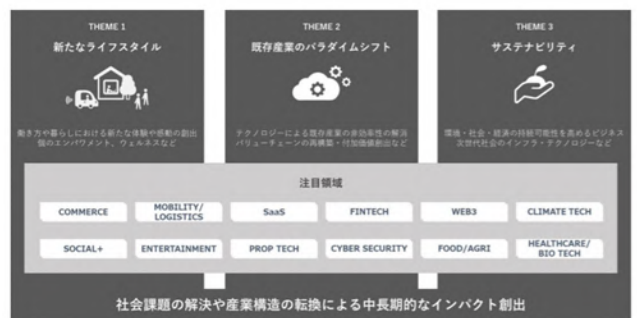 THEME 1
新たなライフスタイル
働き方や暮らしにおける新たな体験や感動の創出
個のエンパワメント、ウェルネスなど
THEME 2
既存産業のパラダイムシフト
テクノロジーによる既存産業の非効率性の解消
バリューチェーンの再構築・付加価値創出など
THEME 3
サステナビリティ
環境・社会・経済の持続可能性を高めるビジネス
次世代社会のインフラ・テクノロジーなど
注目領域
COMMERCE
MOBILITY/
LOGISTICS
SaaS
FINTECH
WEB3
CLIMATE TECH
SOCIAL+
ENTERTAINMENT
PROP TECH
CYBER SECURITY
FOOD/AGRI
HEALTHCARE/
BIO TECH
社会課題の解決や産業構造の転換による中長期的なインパクト創出